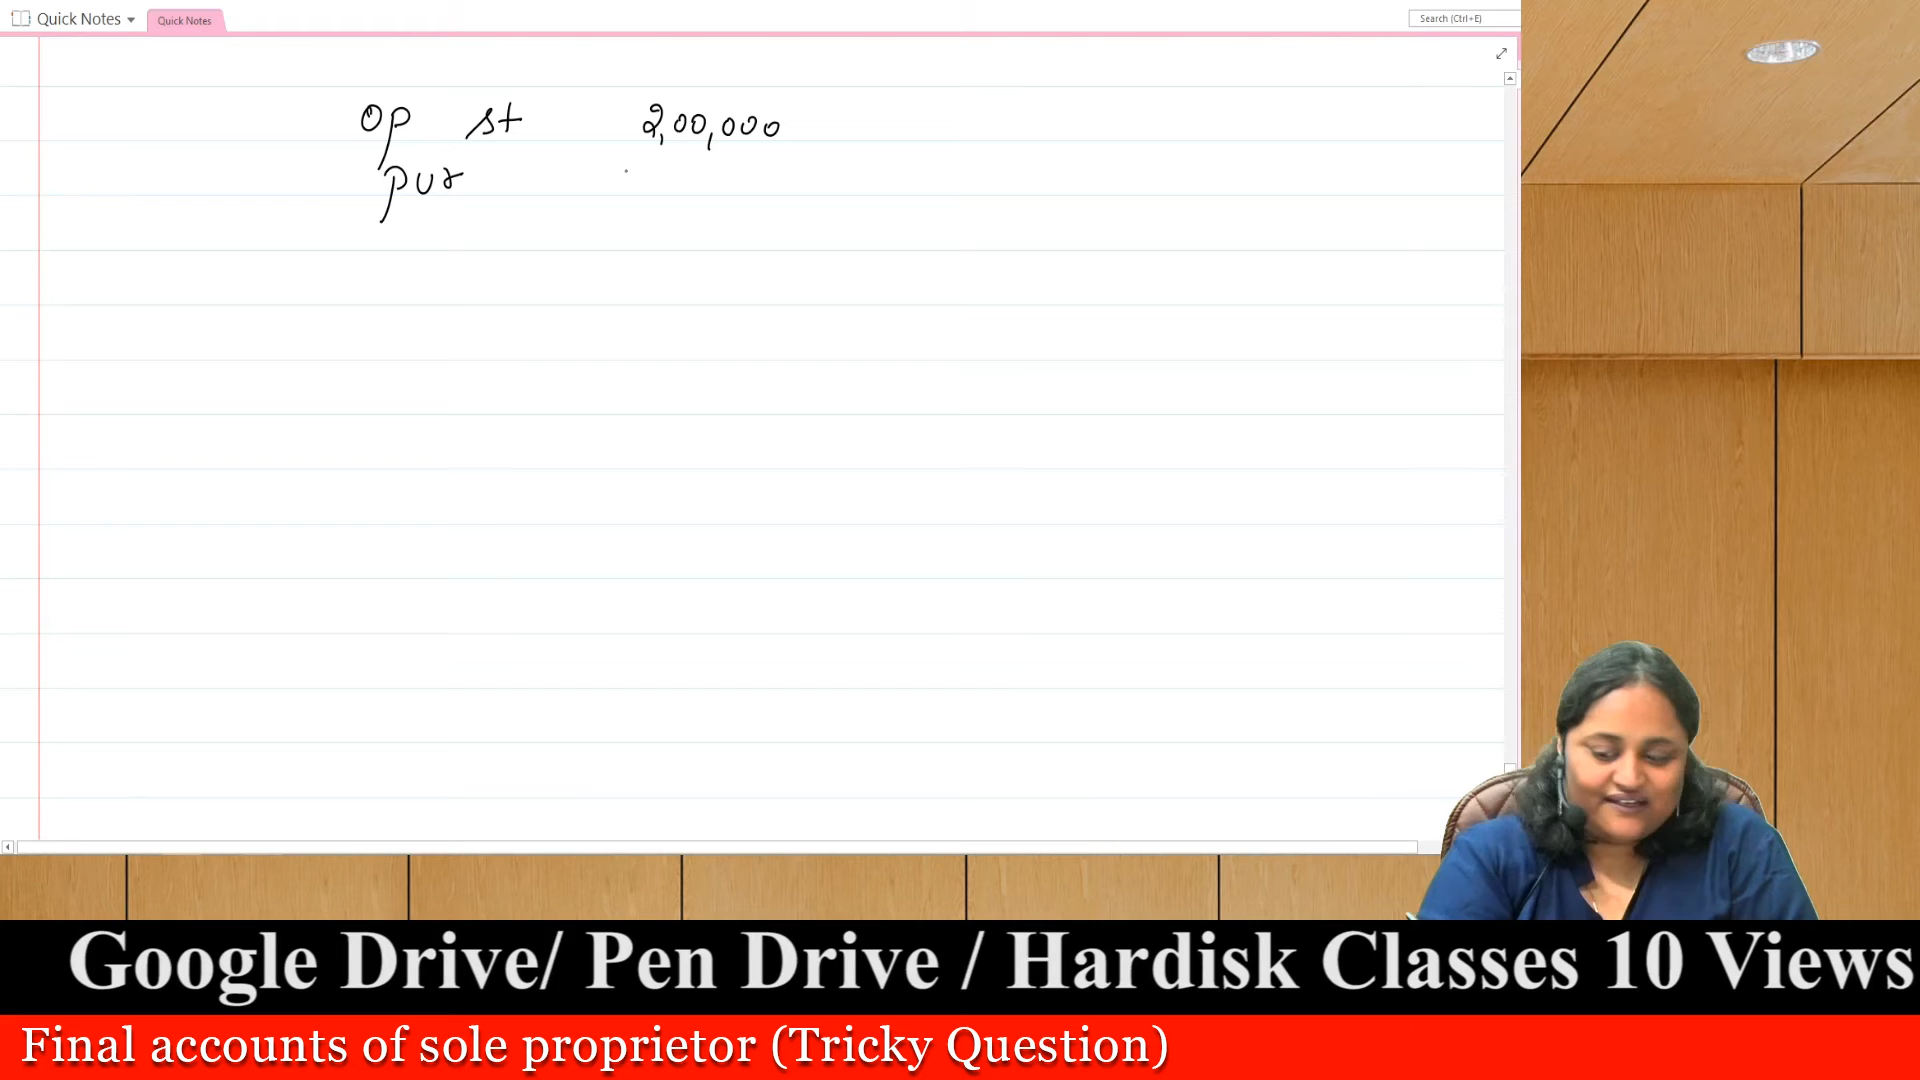 Quick Notes
Quick Notes
Search (Ctrl+E)
Op st 2,00,000
pur
Google Drive/ Pen Drive / Hardisk Classes 10 Views
Final accounts of sole proprietor (Tricky Question)